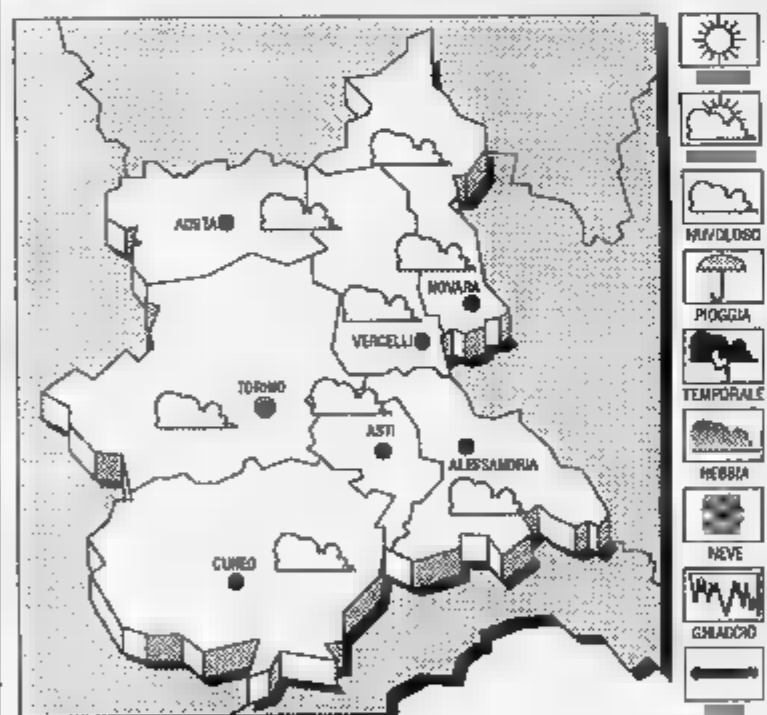 AOSTA
NOVARA
VERCELLI
TORINO
ASTI
ALESSANDRIA
CUNEO
NUVOLOSO
PIOGGIA
TEMPORALE
NEBBIA
NEVE
GHIACCIO